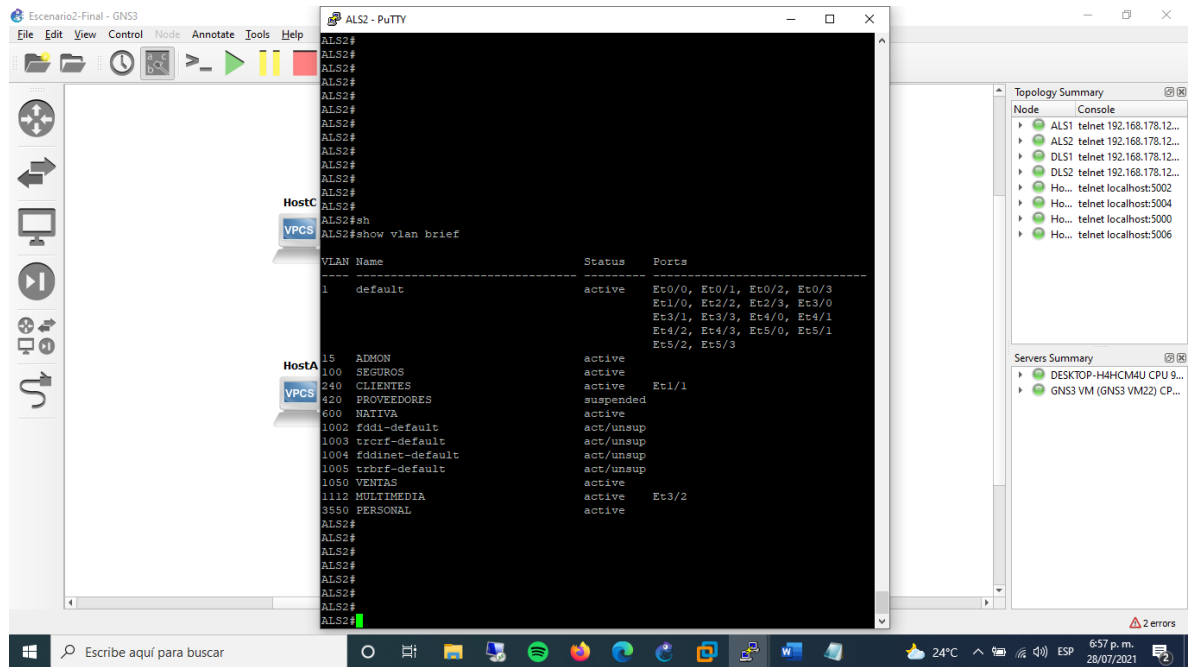 Escenario2-Final - GNS3
File Edit View Control Node Annotate Tools Help
HostC
VPCS
HostA
VPCS
ALS2 - PuTTY
ALS2#
ALS2#
ALS2#
ALS2#
ALS2#
ALS2#
ALS2#
ALS2#
ALS2#
ALS2#
ALS2#
ALS2#
ALS2#
ALS2#sh
ALS2#show vlan brief
VLAN Name Status Ports
---- -------------------------------- --------- -------------------------------
1 default active Et0/0, Et0/1, Et0/2, Et0/3
Et1/0, Et2/2, Et2/3, Et3/0
Et3/1, Et3/3, Et4/0, Et4/1
Et4/2, Et4/3, Et5/0, Et5/1
Et5/2, Et5/3
15 ADMON active
100 SEGUROS active
240 CLIENTES active Et1/1
420 PROVEEDORES suspended
600 NATIVA active
1002 fddi-default act/unsup
1003 trcrf-default act/unsup
1004 fddinet-default act/unsup
1005 trbrf-default act/unsup
1050 VENTAS active
1112 MULTIMEDIA active Et3/2
3550 PERSONAL active
ALS2#
ALS2#
ALS2#
ALS2#
ALS2#
ALS2#
ALS2#
ALS2#
Topology Summary
Node Console
ALS1 telnet 192.168.178.12...
ALS2 telnet 192.168.178.12...
DLS1 telnet 192.168.178.12...
DLS2 telnet 192.168.178.12...
Ho... telnet localhost:5002
Ho... telnet localhost:5004
Ho... telnet localhost:5000
Ho... telnet localhost:5006
Servers Summary
DESKTOP-H4HCM4U CPU 9...
GNS3 VM (GNS3 VM22) CP...
2 errors
Escribe aquí para buscar
24°C
ESP
6:57 p. m.
28/07/2021
2